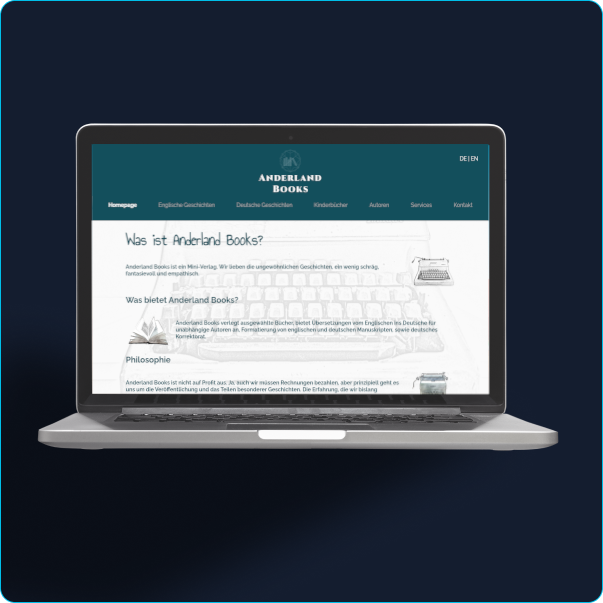 DE | EN
ANDERLAND
BOOKS
Homepage Englische Geschichten Deutsche Geschichten Kinderbücher Autoren Services Kontakt
Was ist Anderland Books?
Anderland Books ist ein Mini-Verlag. Wir lieben die ungewöhnlichen Geschichten, ein wenig schräg,
fantasievoll und empathisch.
Was bietet Anderland Books?
Anderland Books verlegt ausgewählte Bücher, bietet Übersetzungen vom Englischen ins Deutsche für
unabhängige Autoren an, Formatierung von englischen und deutschen Manuskripten, sowie deutsches
Korrektorat.
Philosophie
Anderland Books ist nicht auf Profit aus. Ja, auch wir müssen Rechnungen bezahlen, aber prinzipiell geht es
uns um die Veröffentlichung und das Teilen besonderer Geschichten. Die Erfahrung, die wir bislang